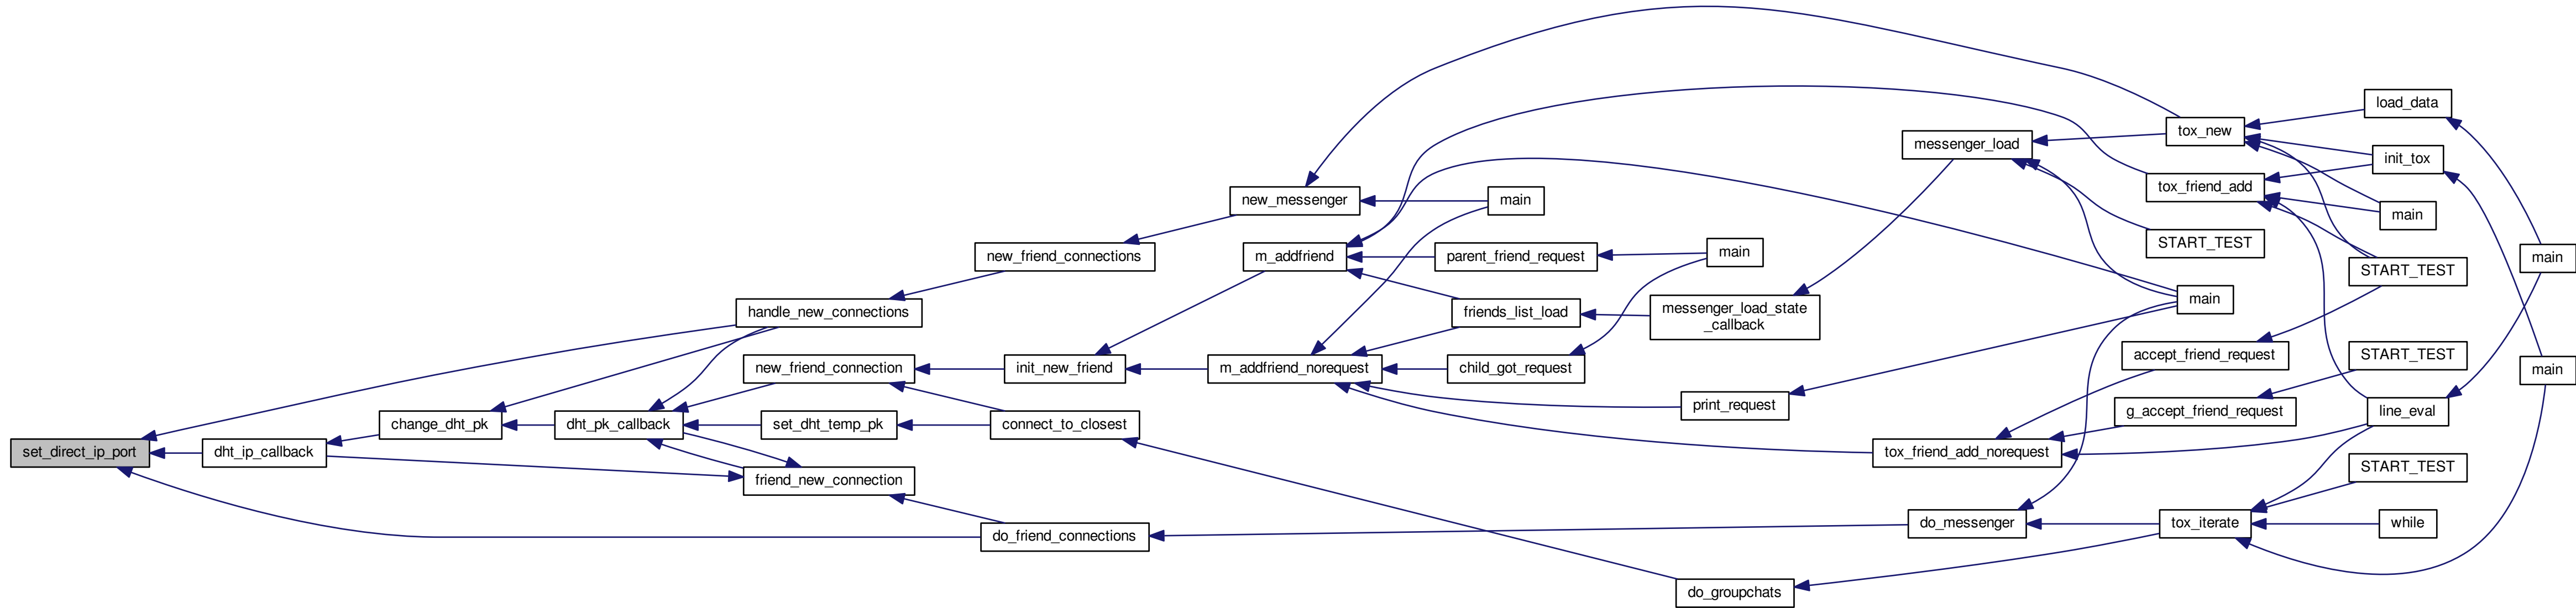 set_direct_ip_port
dht_ip_callback
change_dht_pk
dht_pk_callback
handle_new_connections
new_friend_connection
set_dht_temp_pk
friend_new_connection
new_friend_connections
init_new_friend
connect_to_closest
do_friend_connections
new_messenger
m_addfriend
m_addfriend_norequest
main
parent_friend_request
friends_list_load
child_got_request
main
messenger_load_state
_callback
print_request
do_groupchats
messenger_load
tox_friend_add_norequest
do_messenger
tox_new
tox_friend_add
START_TEST
main
accept_friend_request
g_accept_friend_request
tox_iterate
load_data
init_tox
main
START_TEST
START_TEST
line_eval
START_TEST
while
main
main